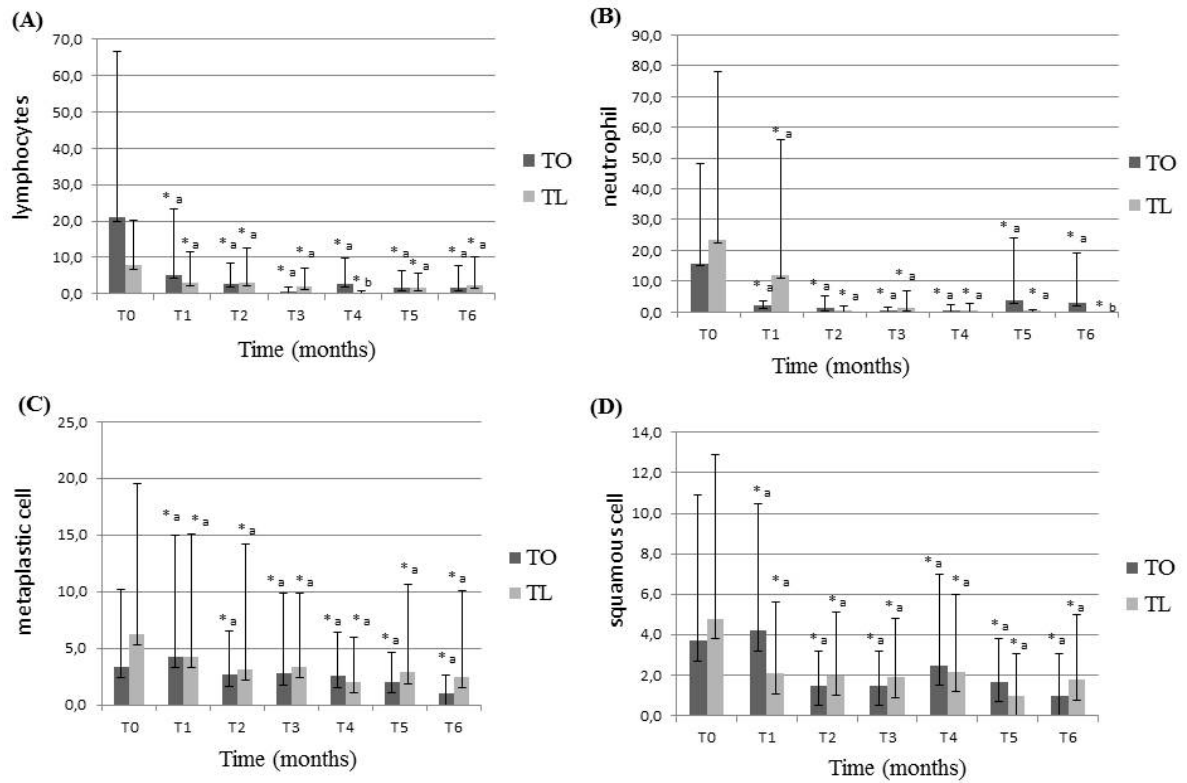 (A)
lymphocytes
70,0
60,0
50,0
40,0
30,0
20,0
10,0
0,0
* a
* a
* a
* a
* a
* a
* a
* b
* a
* a
* a
* a
T0 T1 T2 T3 T4 T5 T6
Time (months)
TO
TL
(B)
neutrophil
90,0
80,0
70,0
60,0
50,0
40,0
30,0
20,0
10,0
0,0
* a
* a
* a
* a
* a
* a
* a
* a
* a
* a
* a
* b
T0 T1 T2 T3 T4 T5 T6
Time (months)
TO
TL
(C)
metaplastic cell
25,0
20,0
15,0
10,0
5,0
0,0
* a
* a
* a
* a
* a
* a
* a
* a
* a
* a
* a
* a
T0 T1 T2 T3 T4 T5 T6
Time (months)
TO
TL
(D)
squamous cell
14,0
12,0
10,0
8,0
6,0
4,0
2,0
0,0
* a
* a
* a
* a
* a
* a
* a
* a
* a
* a
* a
* a
T0 T1 T2 T3 T4 T5 T6
Time (months)
TO
TL